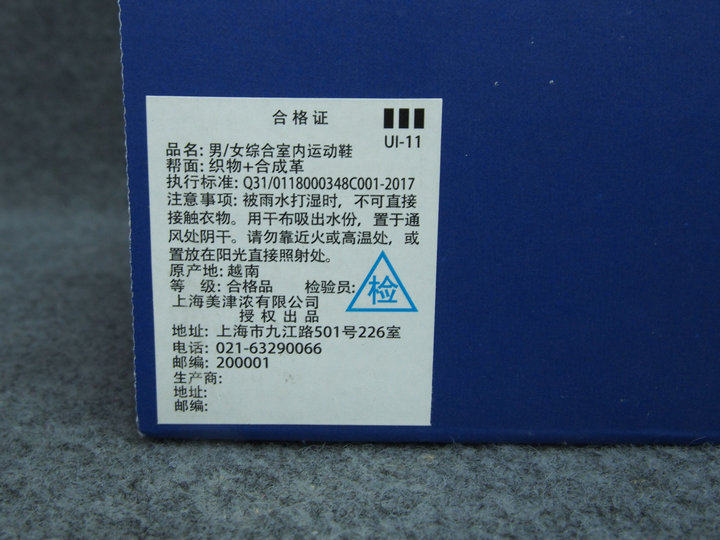 合格证
UI-11
品名: 男/女综合室内运动鞋
帮面: 织物+合成革
执行标准: Q31/0118000348C001-2017
注意事项: 被雨水打湿时，不可直接
接触衣物。用干布吸出水份，置于通
风处阴干。请勿靠近火或高温处，或
置放在阳光直接照射处。
原产地: 越南
等 级: 合格品 检验员: 检
上海美津浓有限公司
授权出品
地址: 上海市九江路501号226室
电话: 021-63290066
邮编: 200001
生产商:
地址:
邮编: